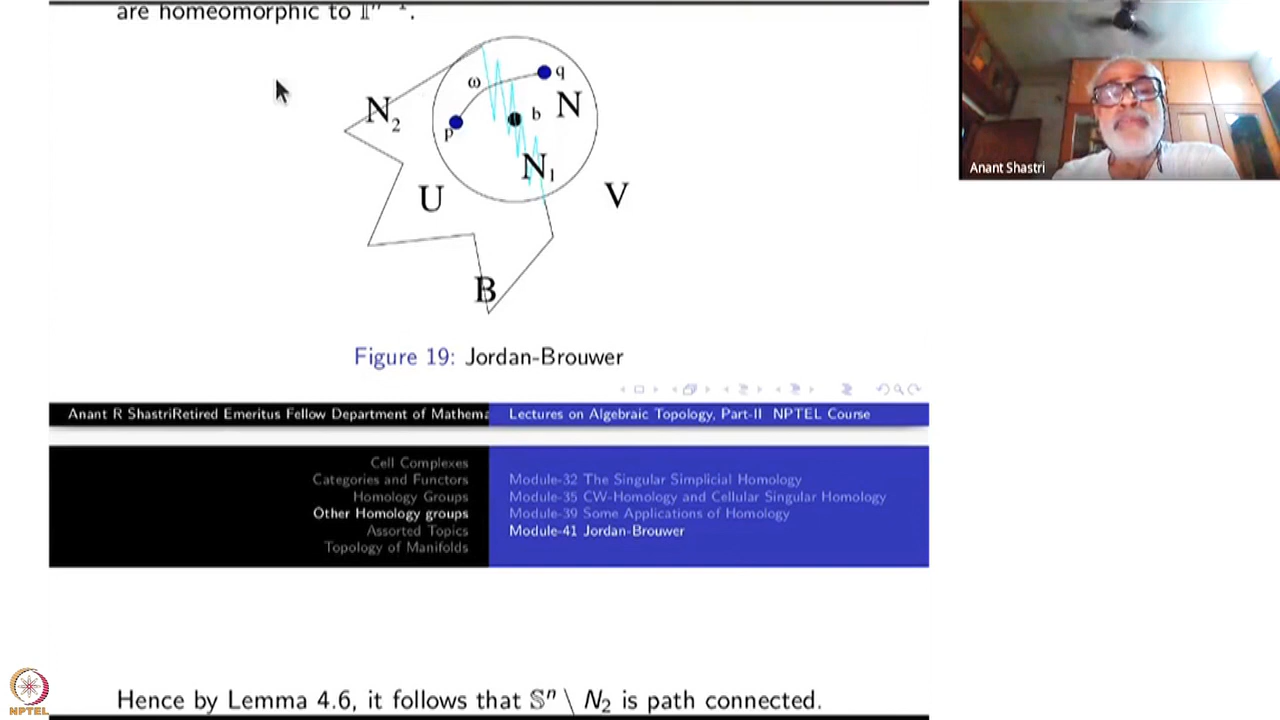 are homeomorphic to 𝕀ⁿ⁻¹.
ω
q
N₂
N
b
p
N₁
U
V
B
Figure 19: Jordan-Brouwer
Anant R ShastriRetired Emeritus Fellow Department of Mathema
Lectures on Algebraic Topology, Part-II NPTEL Course
Cell Complexes
Categories and Functors
Homology Groups
Other Homology groups
Assorted Topics
Topology of Manifolds
Module-32 The Singular Simplicial Homology
Module-35 CW-Homology and Cellular Singular Homology
Module-39 Some Applications of Homology
Module-41 Jordan-Brouwer
Hence by Lemma 4.6, it follows that 𝕊ⁿ \ N₂ is path connected.
Anant Shastri
NPTEL